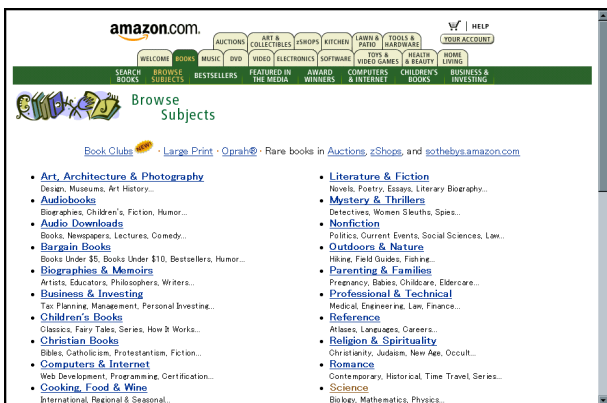 amazon.com.
HELP
YOUR ACCOUNT
AUCTIONS ART & COLLECTIBLES zSHOPS KITCHEN LAWN & PATIO TOOLS & HARDWARE
WELCOME BOOKS MUSIC DVD VIDEO ELECTRONICS SOFTWARE TOYS & VIDEO GAMES HEALTH & BEAUTY HOME LIVING
SEARCH BOOKS BROWSE SUBJECTS BESTSELLERS FEATURED IN THE MEDIA AWARD WINNERS COMPUTERS & INTERNET CHILDREN'S BOOKS BUSINESS & INVESTING
Browse
Subjects
Book Clubs NEW! · Large Print · Oprah® · Rare books in Auctions, zShops, and sothebys.amazon.com
• Art, Architecture & Photography
Design, Museums, Art History...
• Audiobooks
Biographies, Children's, Fiction, Humor...
• Audio Downloads
Books, Newspapers, Lectures, Comedy...
• Bargain Books
Books Under $5, Books Under $10, Bestsellers, Humor...
• Biographies & Memoirs
Artists, Educators, Philosophers, Writers...
• Business & Investing
Tax Planning, Management, Personal Investing...
• Children's Books
Classics, Fairy Tales, Series, How It Works...
• Christian Books
Bibles, Catholicism, Protestantism, Fiction...
• Computers & Internet
Web Development, Programming, Certification...
• Cooking, Food & Wine
International, Regional & Seasonal...
• Literature & Fiction
Novels, Poetry, Essays, Literary Biography...
• Mystery & Thrillers
Detectives, Women Sleuths, Spies...
• Nonfiction
Politics, Current Events, Social Sciences, Law...
• Outdoors & Nature
Hiking, Field Guides, Fishing...
• Parenting & Families
Pregnancy, Babies, Childcare, Eldercare...
• Professional & Technical
Medical, Engineering, Law, Finance...
• Reference
Atlases, Languages, Careers...
• Religion & Spirituality
Christianity, Judaism, New Age, Occult...
• Romance
Contemporary, Historical, Time Travel, Series...
• Science
Biology, Mathematics, Physics...